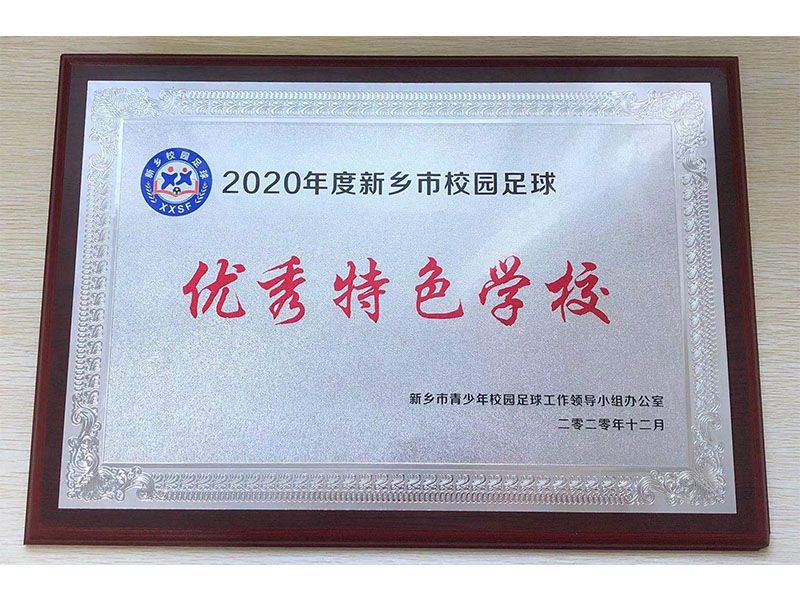 新乡校园足球
XXSF
2020年度新乡市校园足球
优秀特色学校
新乡市青少年校园足球工作领导小组办公室
二零二零年十二月